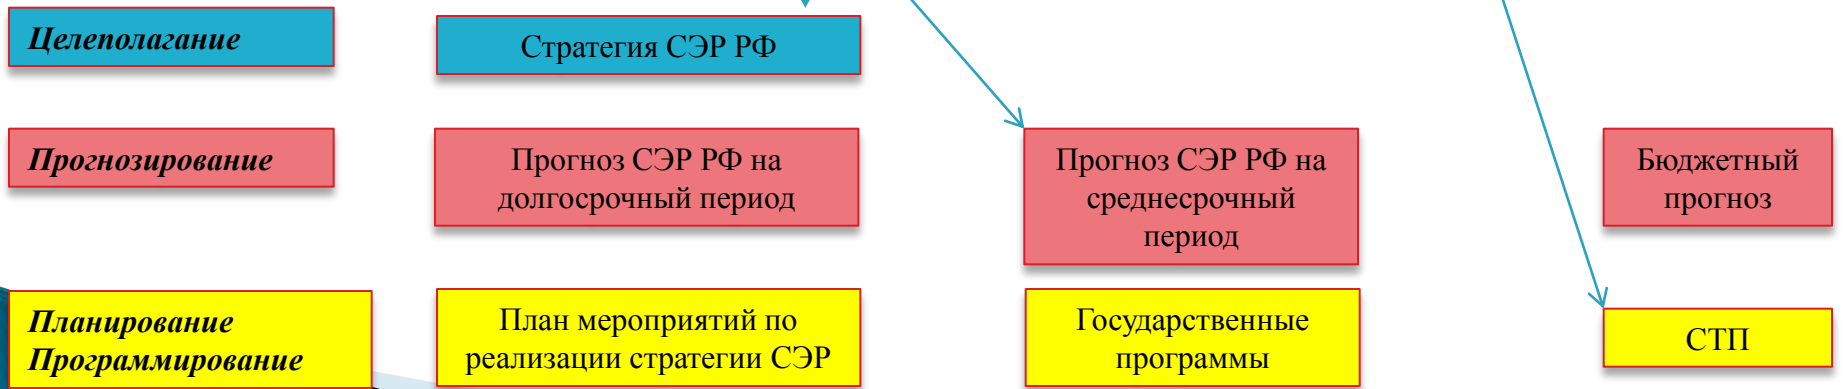 Целеполагание
Стратегия СЭР РФ
Прогнозирование
Прогноз СЭР РФ на
долгосрочный период
Прогноз СЭР РФ на
среднесрочный
период
Бюджетный
прогноз
Планирование
Программирование
План мероприятий по
реализации стратегии СЭР
Государственные
программы
СТП